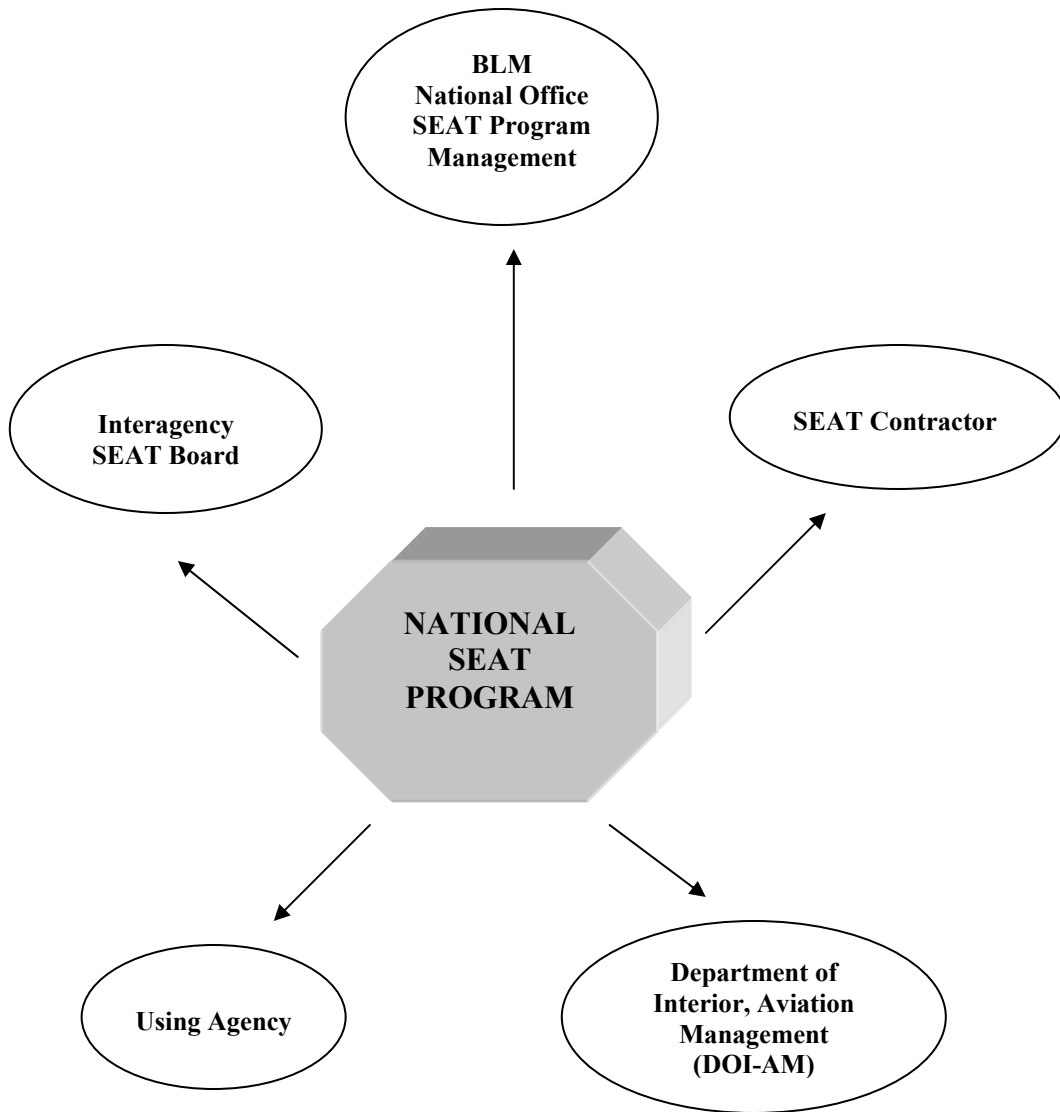 BLM
National Office
SEAT Program
Management
Interagency
SEAT Board
SEAT Contractor
NATIONAL
SEAT
PROGRAM
Using Agency
Department of
Interior, Aviation
Management
(DOI-AM)